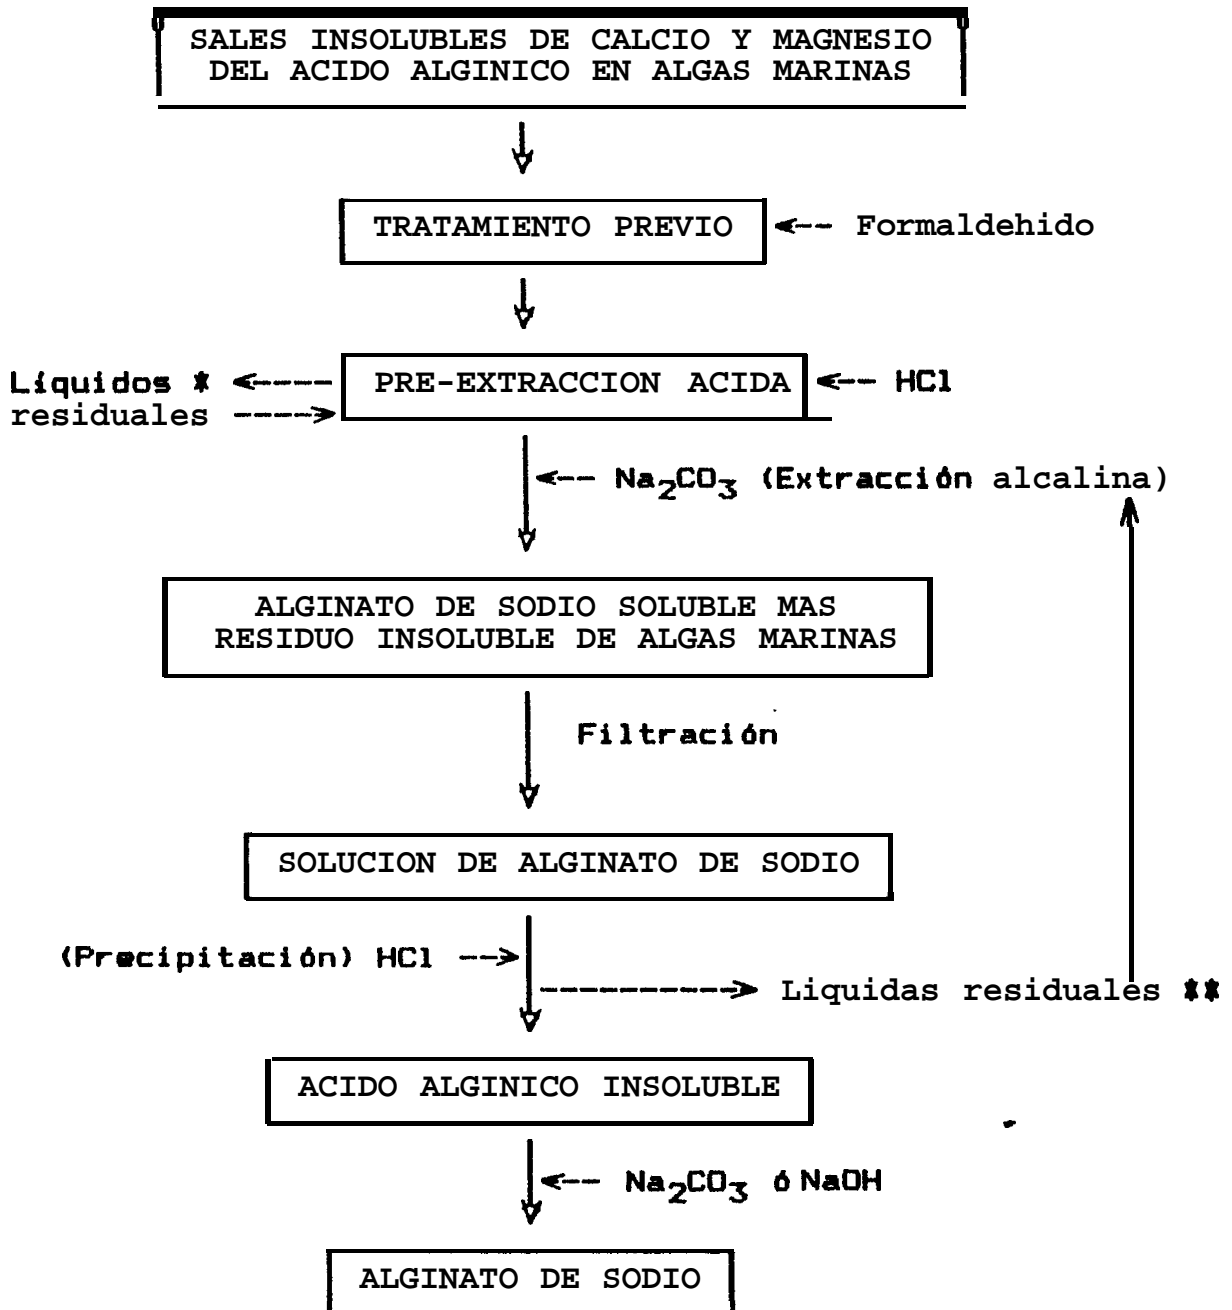 SALES INSOLUBLES DE CALCIO Y MAGNESIO
DEL ACIDO ALGINICO EN ALGAS MARINAS
TRATAMIENTO PREVIO <-- Formaldehido
Líquidos * <---- PRE-EXTRACCION ACIDA <-- HCl
residuales ---->
<-- Na₂CO₃ (Extracción alcalina)
ALGINATO DE SODIO SOLUBLE MAS
RESIDUO INSOLUBLE DE ALGAS MARINAS
Filtración
SOLUCION DE ALGINATO DE SODIO
(Precipitación) HCl -->
---------> Liquidas residuales **
ACIDO ALGINICO INSOLUBLE
<-- Na₂CO₃ ó NaOH
ALGINATO DE SODIO